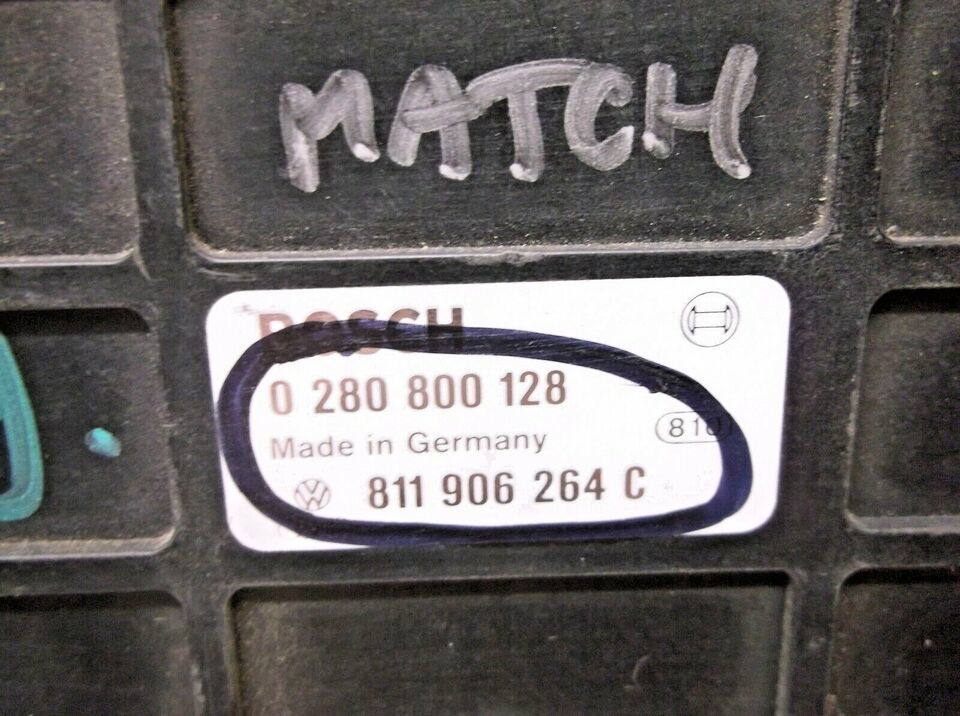 MATCH
BOSCH
0 280 800 128
Made in Germany
810
811 906 264 C